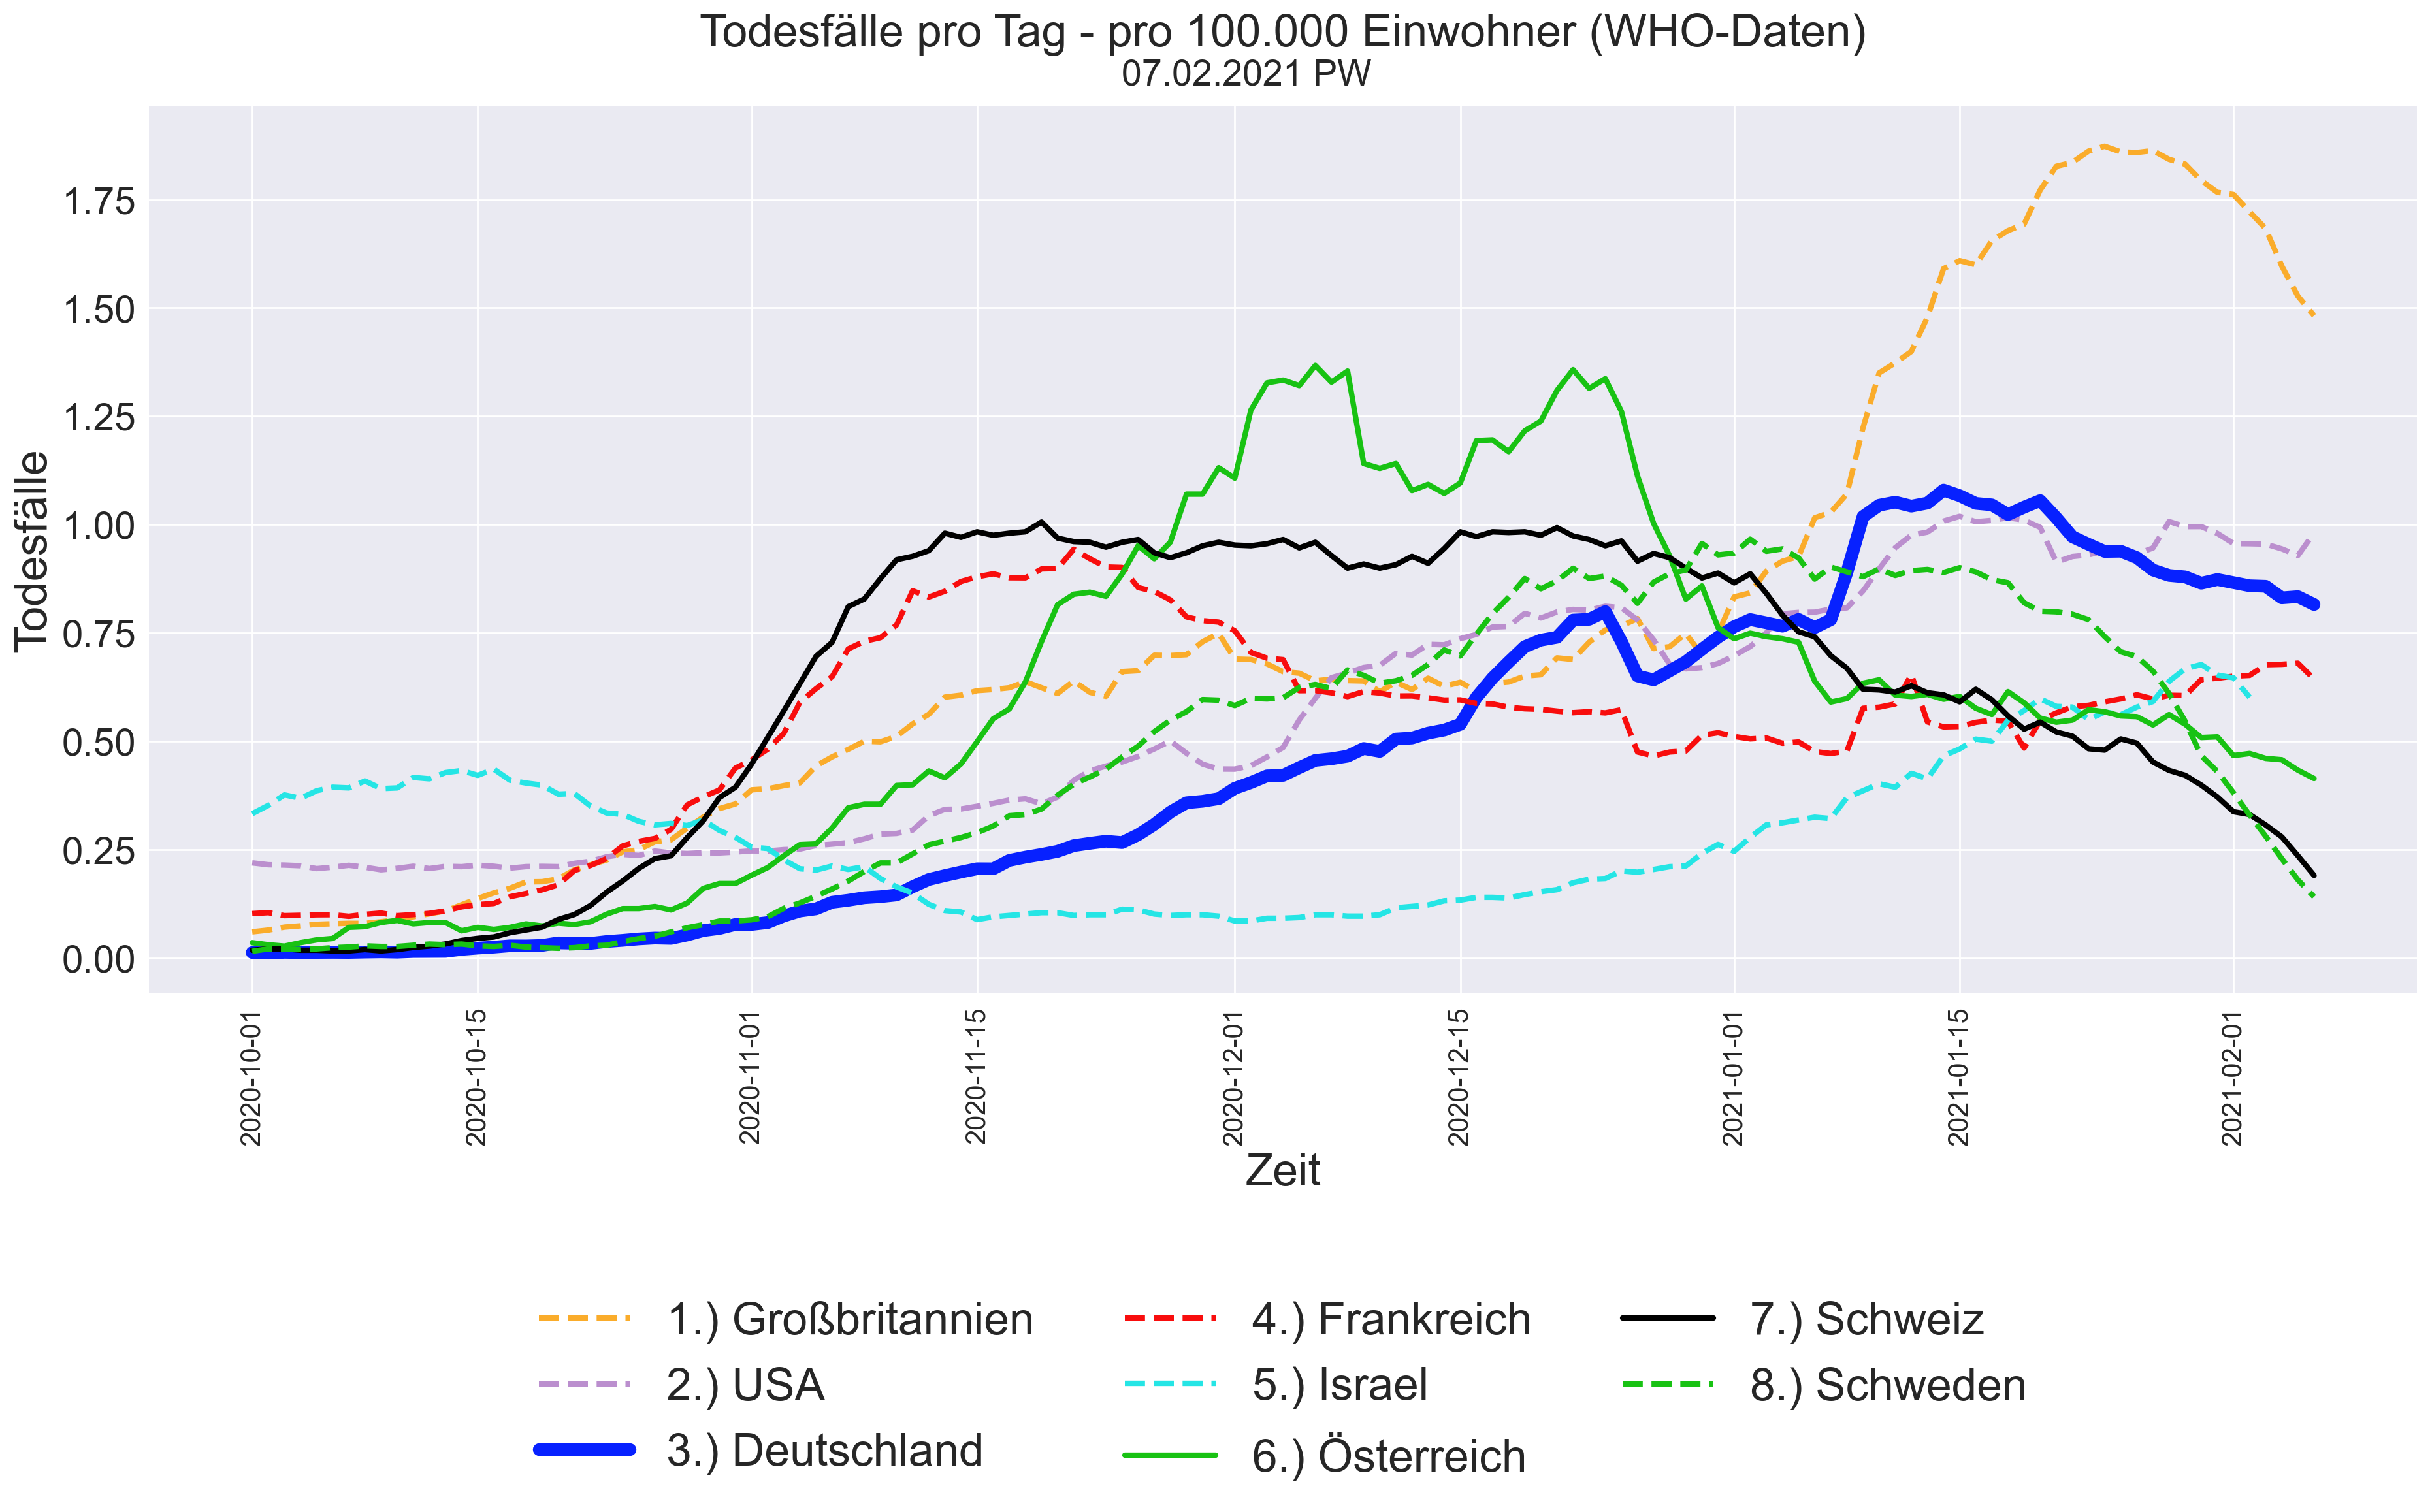 Todesfälle pro Tag - pro 100.000 Einwohner (WHO-Daten)
07.02.2021 PW
Todesfälle
1.75
1.50
1.25
1.00
0.75
0.50
0.25
0.00
2020-10-01
2020-10-15
2020-11-01
2020-11-15
2020-12-01
2020-12-15
2021-01-01
2021-01-15
2021-02-01
Zeit
1.) Großbritannien
2.) USA
3.) Deutschland
4.) Frankreich
5.) Israel
6.) Österreich
7.) Schweiz
8.) Schweden